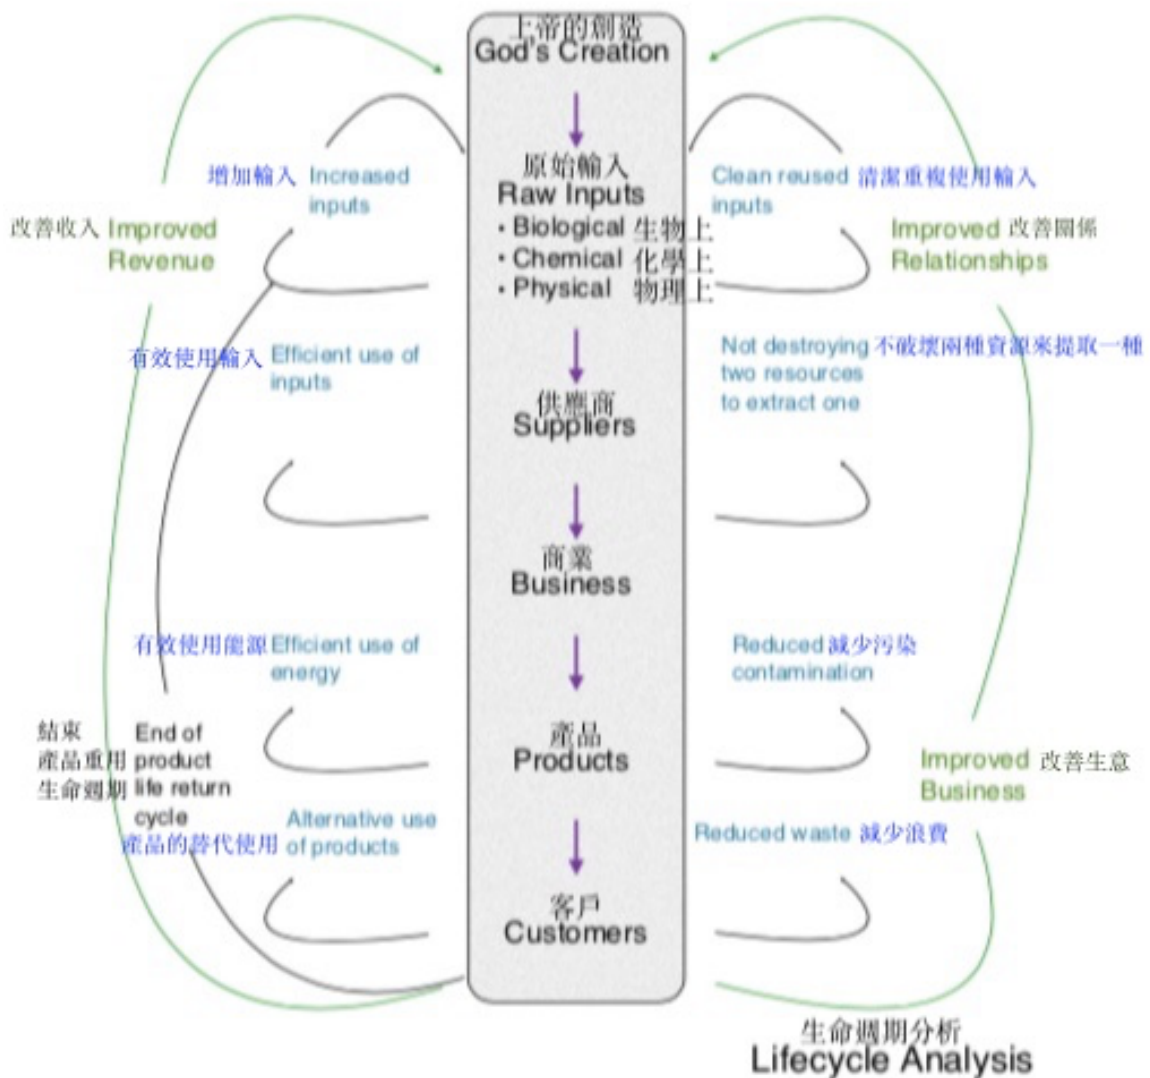 上帝的創造
God's Creation
原始輸入
Raw Inputs
• Biological 生物上
• Chemical 化學上
• Physical 物理上
供應商
Suppliers
商業
Business
產品
Products
客戶
Customers
增加輸入 Increased
inputs
改善收入 Improved
Revenue
有效使用輸入 Efficient use of
inputs
有效使用能源 Efficient use of
energy
結束 End of
產品重用 product
生命週期 life return
cycle
產品的替代使用 Alternative use
of products
Clean reused 清潔重複使用輸入
inputs
Improved 改善關係
Relationships
Not destroying 不破壞兩種資源來提取一種
two resources
to extract one
Reduced 減少污染
contamination
Improved 改善生意
Business
Reduced waste 減少浪費
生命週期分析
Lifecycle Analysis